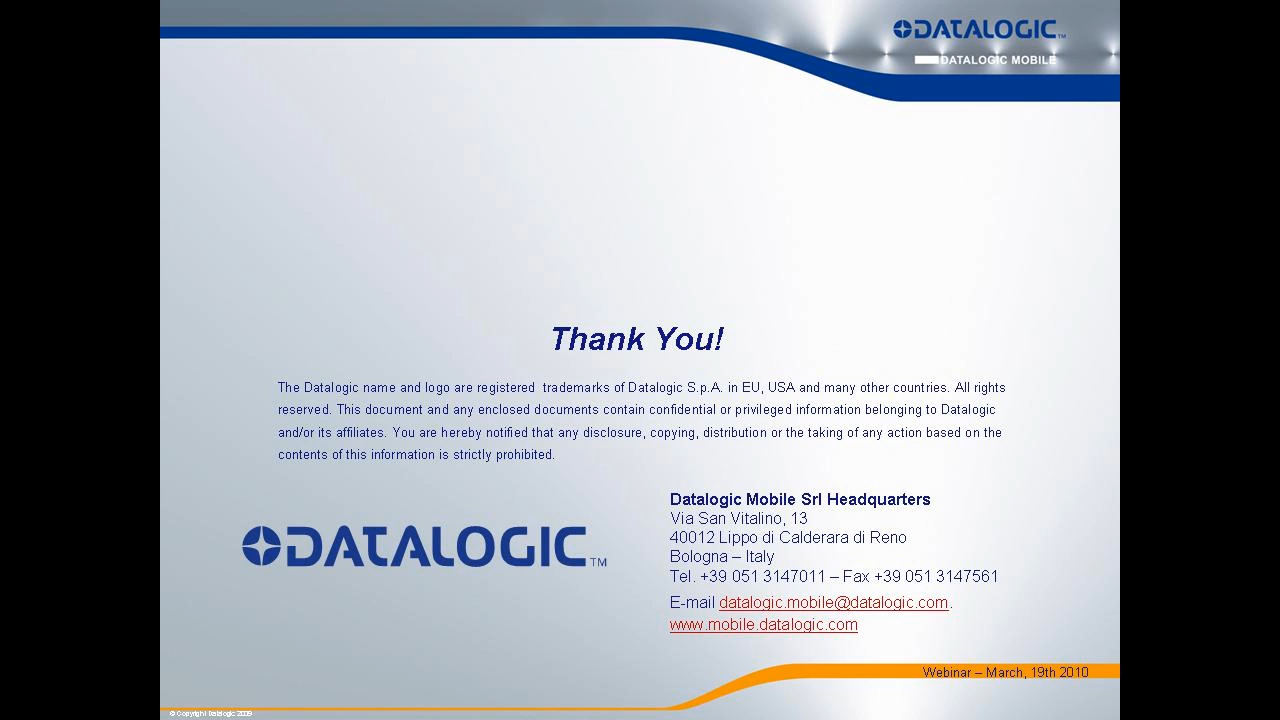 DATALOGIC™
DATALOGIC MOBILE
Thank You!
The Datalogic name and logo are registered trademarks of Datalogic S.p.A. in EU, USA and many other countries. All rights
reserved. This document and any enclosed documents contain confidential or privileged information belonging to Datalogic
and/or its affiliates. You are hereby notified that any disclosure, copying, distribution or the taking of any action based on the
contents of this information is strictly prohibited.
DATALOGIC™
Datalogic Mobile Srl Headquarters
Via San Vitalino, 13
40012 Lippo di Calderara di Reno
Bologna – Italy
Tel. +39 051 3147011 – Fax +39 051 3147561
E-mail datalogic.mobile@datalogic.com.
www.mobile.datalogic.com
Webinar – March, 19th 2010
© Copyright Datalogic 2009